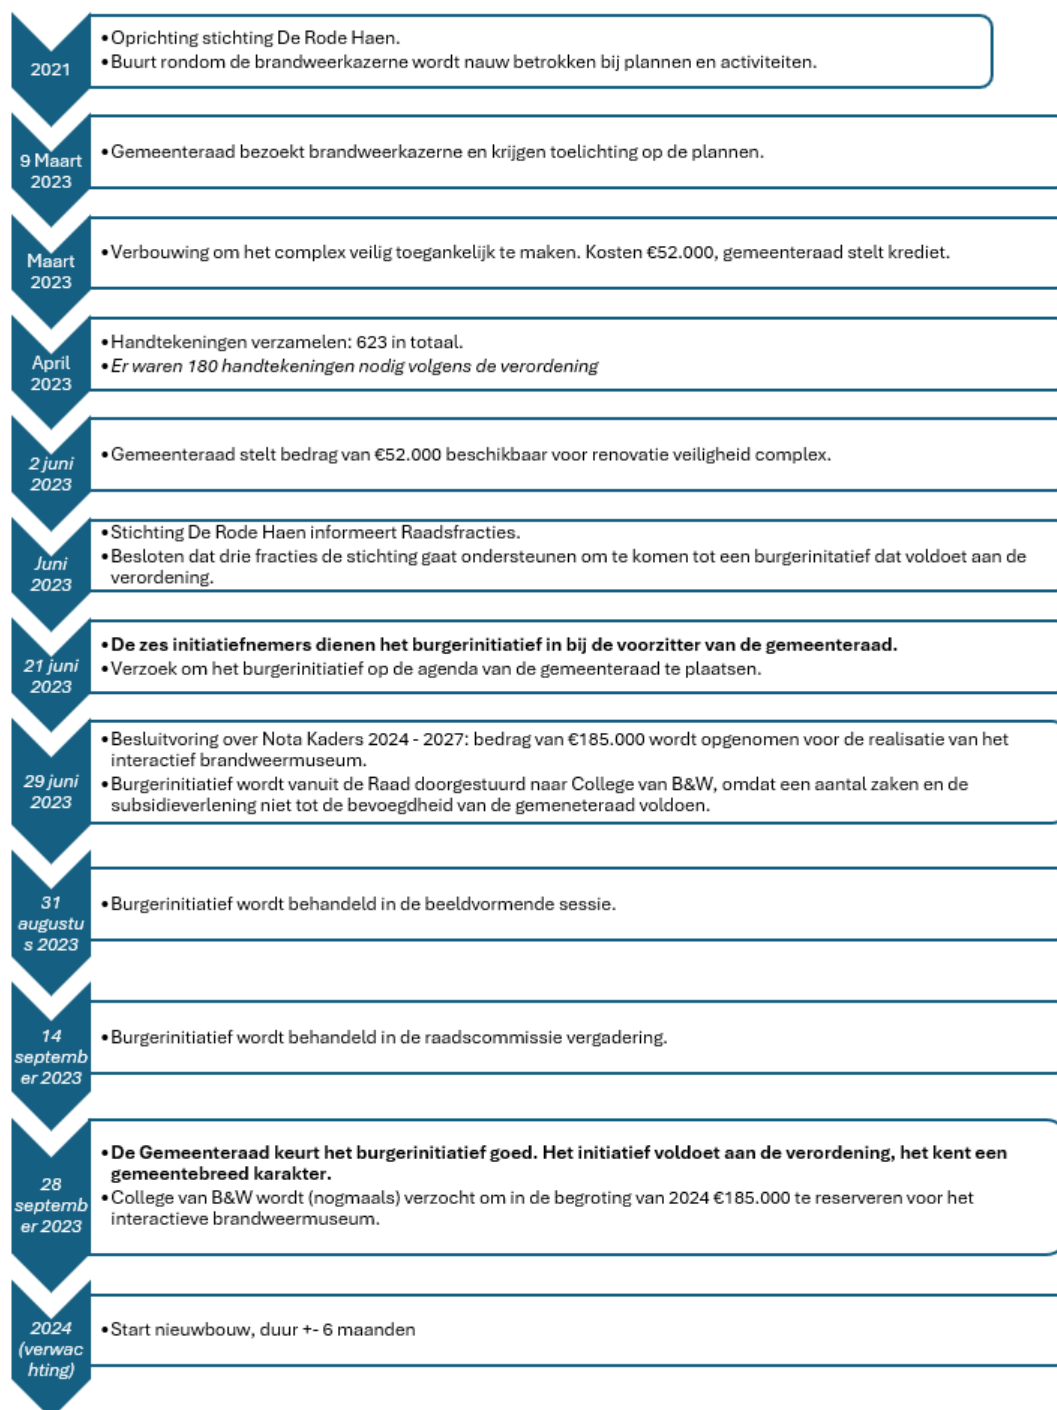 2021
•Oprichting stichting De Rode Haen.
•Buurt rondom de brandweerkazerne wordt nauw betrokken bij plannen en activiteiten.
9 Maart
2023
•Gemeenteraad bezoekt brandweerkazerne en krijgen toelichting op de plannen.
Maart
2023
•Verbouwing om het complex veilig toegankelijk te maken. Kosten €52.000, gemeenteraad stelt krediet.
April
2023
•Handtekeningen verzamelen: 623 in totaal.
•Er waren 180 handtekeningen nodig volgens de verordening
2 juni
2023
•Gemeenteraad stelt bedrag van €52.000 beschikbaar voor renovatie veiligheid complex.
Juni
2023
•Stichting De Rode Haen informeert Raadsfracties.
•Besloten dat drie fracties de stichting gaat ondersteunen om te komen tot een burgerinitatief dat voldoet aan de
verordening.
21 juni
2023
•De zes initiatiefnemers dienen het burgerinitiatief in bij de voorzitter van de gemeenteraad.
•Verzoek om het burgerinitiatief op de agenda van de gemeenteraad te plaatsen.
29 juni
2023
•Besluitvoring over Nota Kaders 2024 - 2027: bedrag van €185.000 wordt opgenomen voor de realisatie van het
interactief brandweermuseum.
•Burgerinitiatief wordt vanuit de Raad doorgestuurd naar College van B&W, omdat een aantal zaken en de
subsidieverlening niet tot de bevoegdheid van de gemeneteraad voldoen.
31
augustu
s 2023
•Burgerinitiatief wordt behandeld in de beeldvormende sessie.
14
septemb
er 2023
•Burgerinitiatief wordt behandeld in de raadscommissie vergadering.
28
septemb
er 2023
•De Gemeenteraad keurt het burgerinitiatief goed. Het initiatief voldoet aan de verordening, het kent een
gemeentebreed karakter.
•College van B&W wordt (nogmaals) verzocht om in de begroting van 2024 €185.000 te reserveren voor het
interactieve brandweermuseum.
2024
(verwac
hting)
•Start nieuwbouw, duur +- 6 maanden